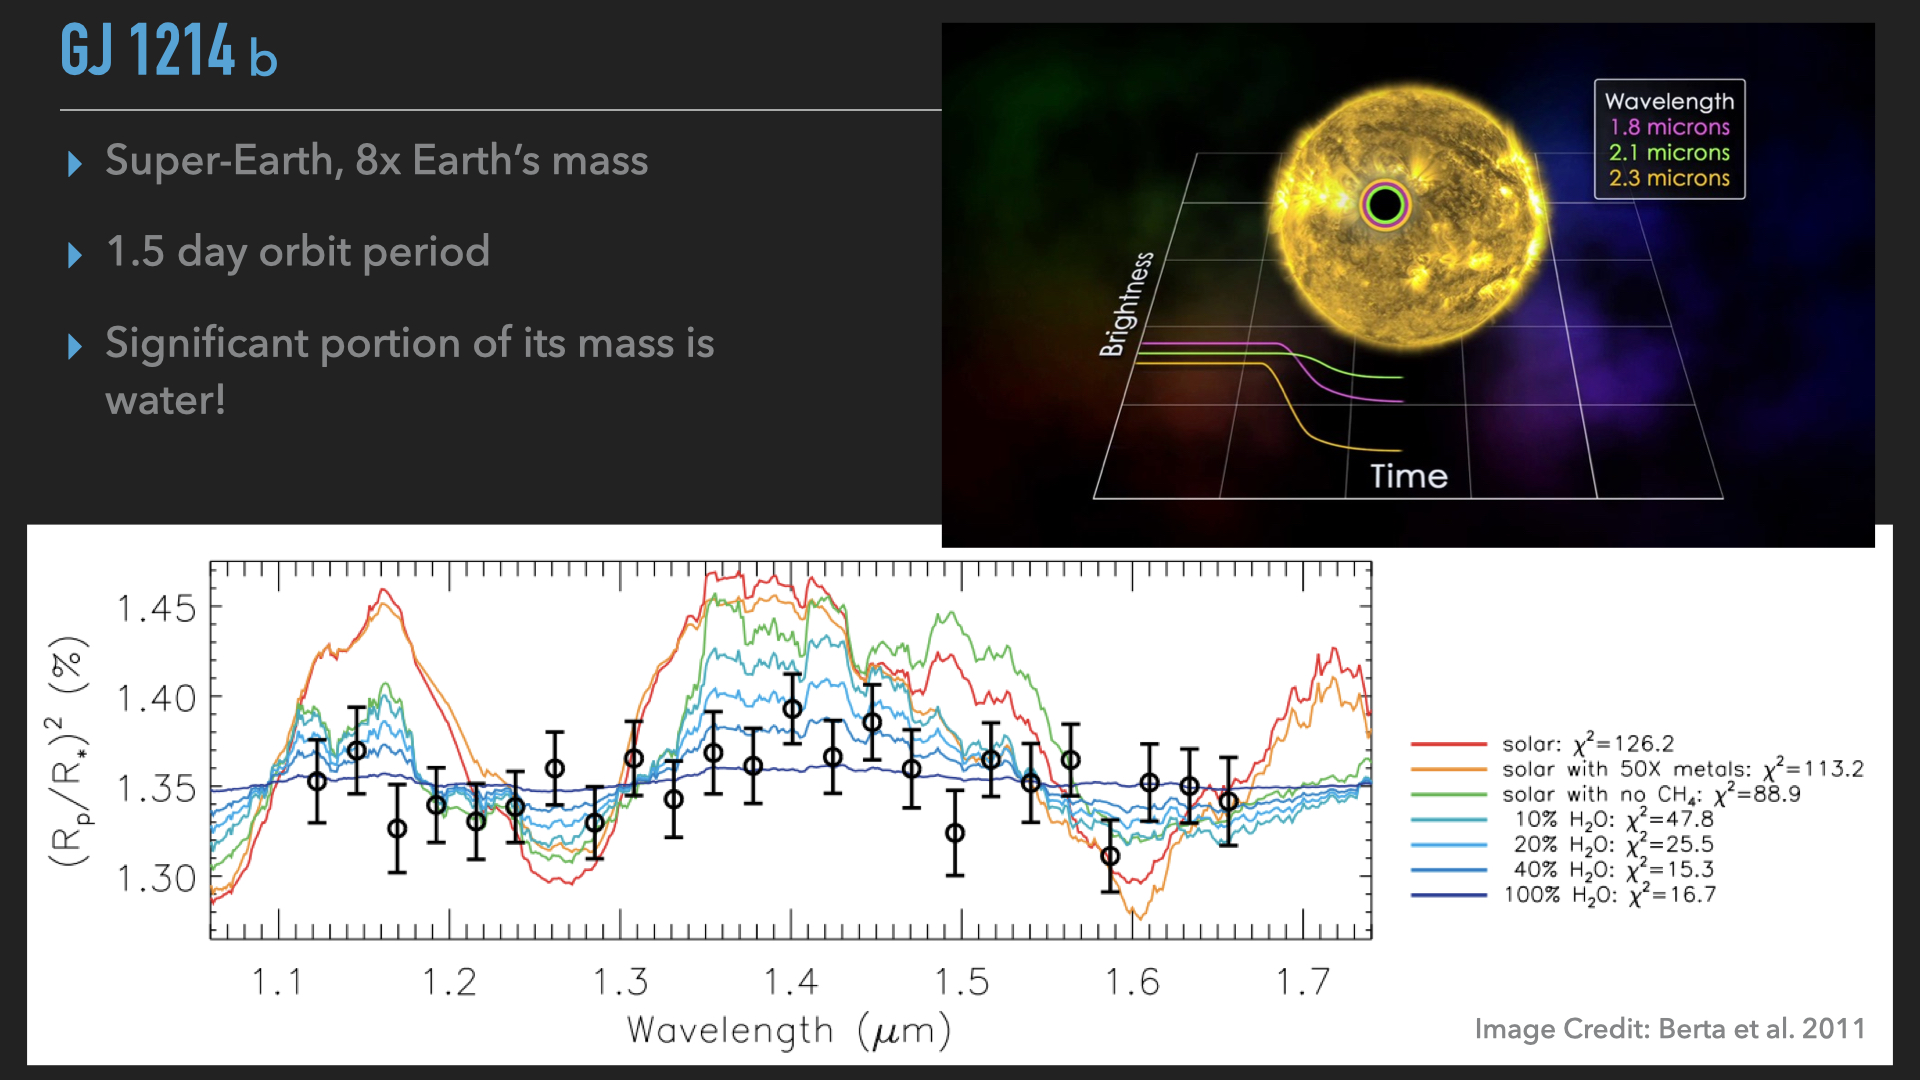 GJ 1214 b
Super-Earth, 8x Earth’s mass
1.5 day orbit period
Significant portion of its mass is
water!
Wavelength
1.8 microns
2.1 microns
2.3 microns
Brightness
Time
(Rp/R*)² (%)
1.45
1.40
1.35
1.30
1.1 1.2 1.3 1.4 1.5 1.6 1.7
Wavelength (μm)
solar: χ²=126.2
solar with 50X metals: χ²=113.2
solar with no CH₄: χ²=88.9
10% H₂O: χ²=47.8
20% H₂O: χ²=25.5
40% H₂O: χ²=15.3
100% H₂O: χ²=16.7
Image Credit: Berta et al. 2011